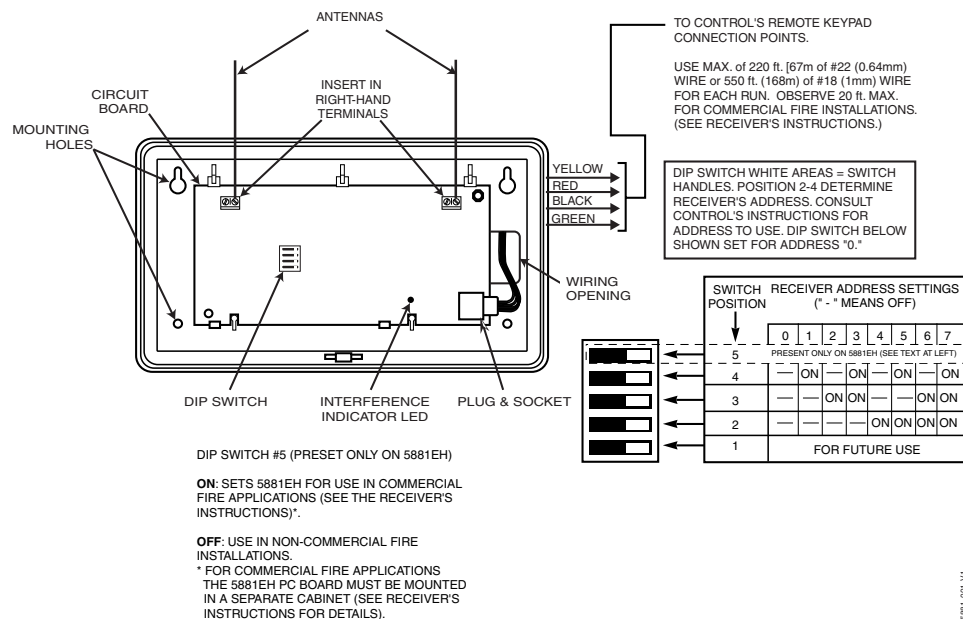 ANTENNAS
CIRCUIT
BOARD
MOUNTING
HOLES
INSERT IN
RIGHT-HAND
TERMINALS
YELLOW
RED
BLACK
GREEN
WIRING
OPENING
DIP SWITCH
INTERFERENCE
INDICATOR LED
PLUG & SOCKET
TO CONTROL'S REMOTE KEYPAD
CONNECTION POINTS.
USE MAX. of 220 ft. [67m of #22 (0.64mm)
WIRE or 550 ft. (168m) of #18 (1mm) WIRE
FOR EACH RUN. OBSERVE 20 ft. MAX.
FOR COMMERCIAL FIRE INSTALLATIONS.
(SEE RECEIVER'S INSTRUCTIONS.)
DIP SWITCH WHITE AREAS = SWITCH
HANDLES. POSITION 2-4 DETERMINE
RECEIVER'S ADDRESS. CONSULT
CONTROL'S INSTRUCTIONS FOR
ADDRESS TO USE. DIP SWITCH BELOW
SHOWN SET FOR ADDRESS "0."
SWITCH
POSITION
RECEIVER ADDRESS SETTINGS
(" - " MEANS OFF)
0 1 2 3 4 5 6 7
5 PRESENT ONLY ON 5881EH (SEE TEXT AT LEFT)
4 — ON — ON — ON — ON
3 — — ON ON — — ON ON
2 — — — — ON ON ON ON
1 FOR FUTURE USE
DIP SWITCH #5 (PRESET ONLY ON 5881EH)
ON: SETS 5881EH FOR USE IN COMMERCIAL
FIRE APPLICATIONS (SEE THE RECEIVER'S
INSTRUCTIONS)*.
OFF: USE IN NON-COMMERCIAL FIRE
INSTALLATIONS.
* FOR COMMERCIAL FIRE APPLICATIONS
THE 5881EH PC BOARD MUST BE MOUNTED
IN A SEPARATE CABINET (SEE RECEIVER'S
INSTRUCTIONS FOR DETAILS).